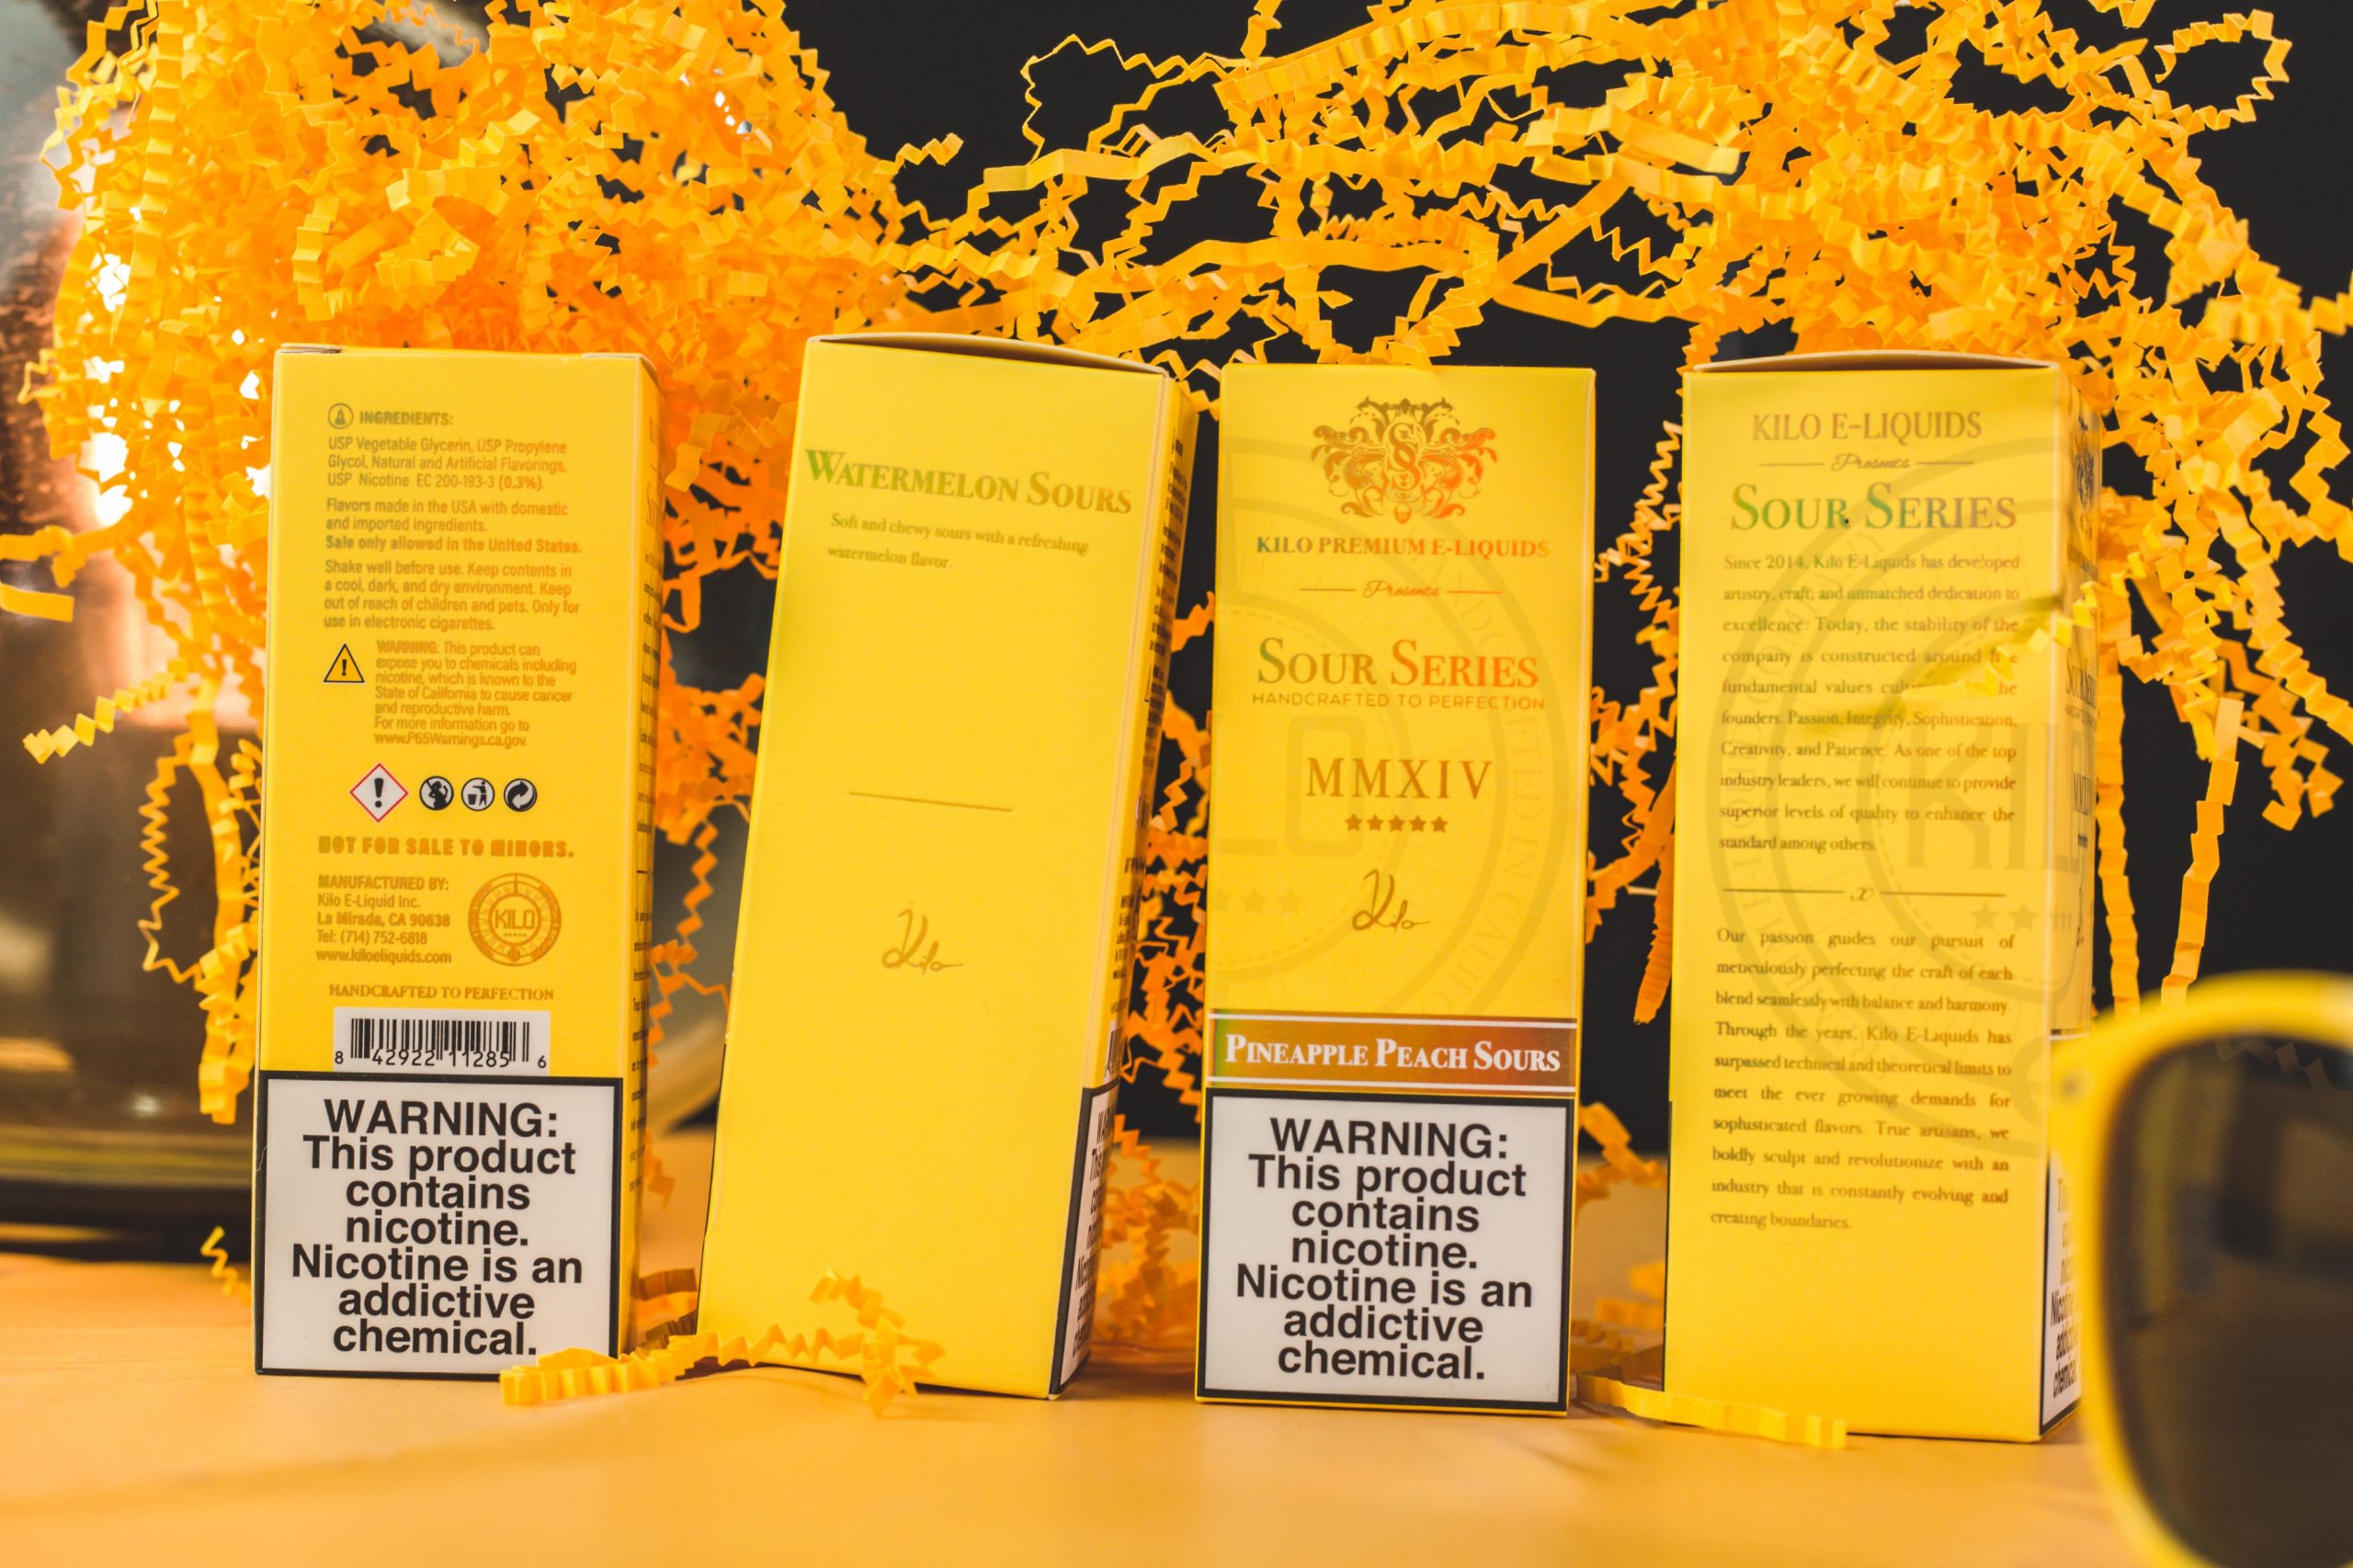 INGREDIENTS:
USP Vegetable Glycerin, USP Propylene
Glycol, Natural and Artificial Flavorings,
USP Nicotine EC 200-193-3 (0.3%).
Flavors made in the USA with domestic
and imported ingredients.
Sale only allowed in the United States.
Shake well before use. Keep contents in
a cool, dark, and dry environment. Keep
out of reach of children and pets. Only for
use in electronic cigarettes.
WARNING: This product can
expose you to chemicals including
nicotine, which is known to the
State of California to cause cancer
and reproductive harm.
For more information go to
www.P65Warnings.ca.gov.
NOT FOR SALE TO MINORS.
MANUFACTURED BY:
Kilo E-Liquid Inc.
La Mirada, CA 90638
Tel: (714) 752-6818
www.kiloeliquids.com
KILO
HANDCRAFTED TO PERFECTION
8 42922 11285 6
WARNING:
This product
contains
nicotine.
Nicotine is an
addictive
chemical.
WATERMELON SOURS
Soft and chewy sours with a refreshing
watermelon flavor.
Kilo
KILO PREMIUM E-LIQUIDS
Presents
SOUR SERIES
HANDCRAFTED TO PERFECTION
MMXIV
Kilo
PINEAPPLE PEACH SOURS
WARNING:
This product
contains
nicotine.
Nicotine is an
addictive
chemical.
KILO E-LIQUIDS
Presents
SOUR SERIES
Since 2014, Kilo E-Liquids has developed
artistry, craft, and unmatched dedication to
excellence. Today, the stability of the
company is constructed around
fundamental values
founders: Passion, Integrity, Sophistication,
Creativity, and Patience. As one of the top
industry leaders, we will continue to provide
superior levels of quality to enhance the
standard among others.
Our passion guides our pursuit of
meticulously perfecting the craft of each
blend seamlessly with balance and harmony.
Through the years, Kilo E-Liquids has
surpassed technical and theoretical limits to
meet the ever growing demands for
sophisticated flavors. True artisans, we
boldly sculpt and revolutionize with an
industry that is constantly evolving and
creating boundaries.